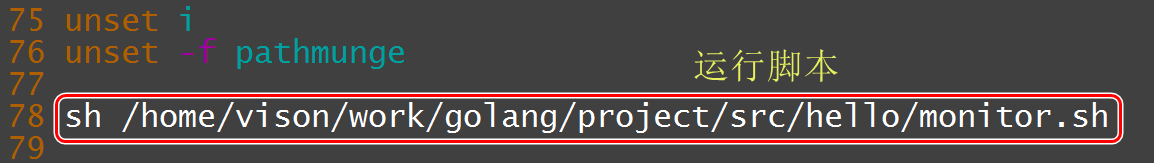 75 unset i
76 unset -f pathmunge
运行脚本
77
78 sh /home/vison/work/golang/project/src/hello/monitor.sh
79